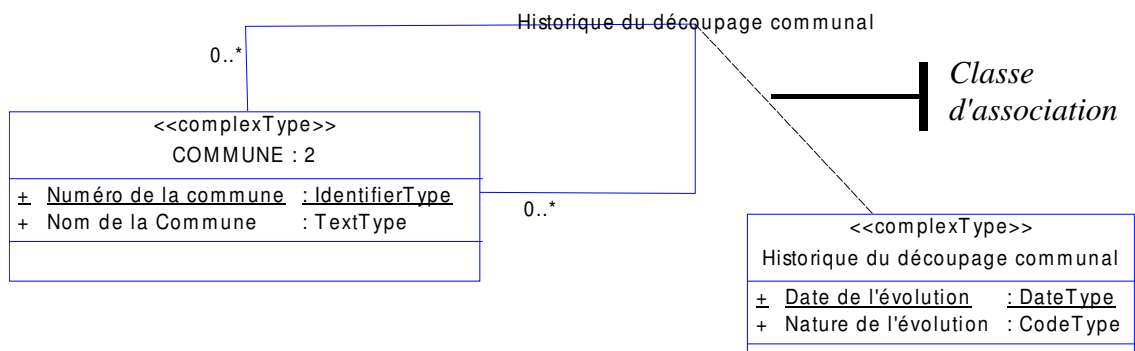 Historique du découpage communal
0..*
Classe
d'association
<<complexType>>
COMMUNE : 2
+ Numéro de la commune : IdentifierType
+ Nom de la Commune : TextType
0..*
<<complexType>>
Historique du découpage communal
+ Date de l'évolution : DateType
+ Nature de l'évolution : CodeType